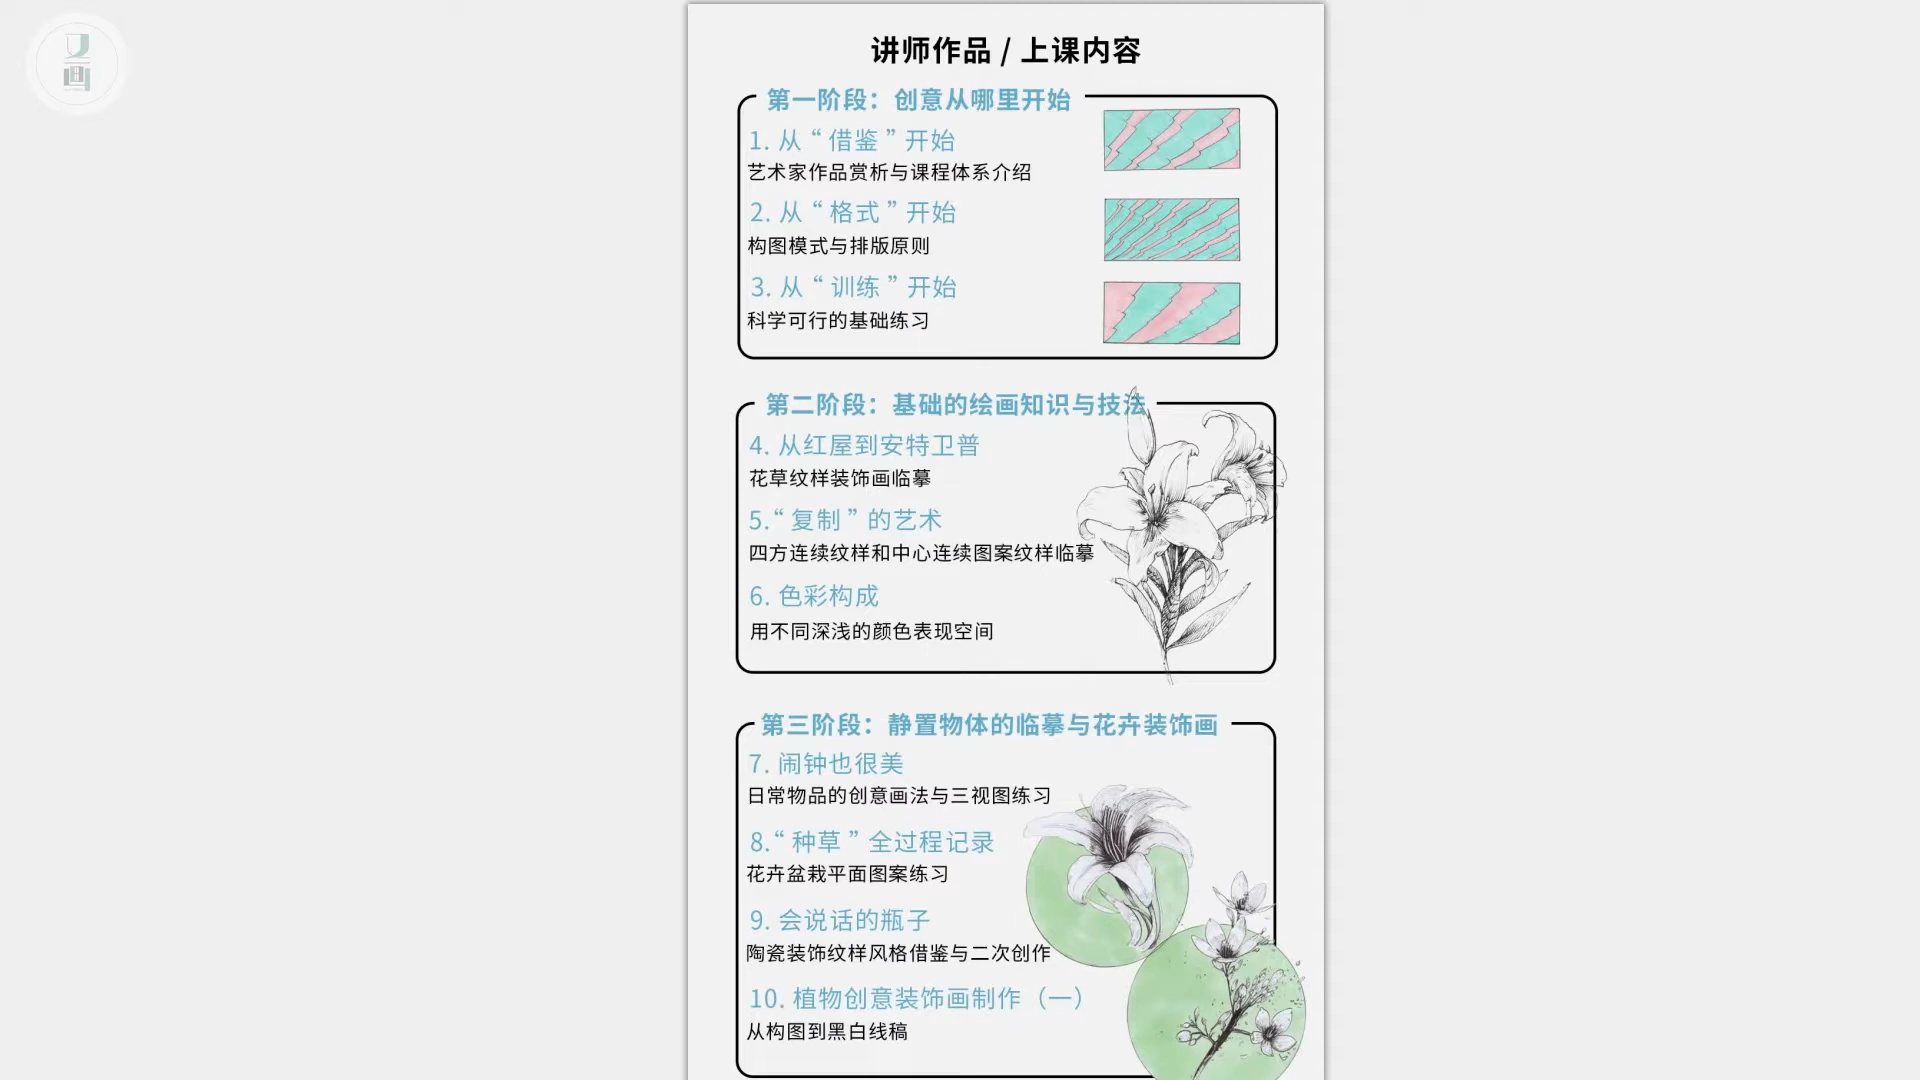 讲师作品 / 上课内容
第一阶段：创意从哪里开始
1. 从“借鉴”开始
艺术家作品赏析与课程体系介绍
2. 从“格式”开始
构图模式与排版原则
3. 从“训练”开始
科学可行的基础练习
第二阶段：基础的绘画知识与技法
4. 从红屋到安特卫普
花草纹样装饰画临摹
5.“复制”的艺术
四方连续纹样和中心连续图案纹样临摹
6. 色彩构成
用不同深浅的颜色表现空间
第三阶段：静置物体的临摹与花卉装饰画
7. 闹钟也很美
日常物品的创意画法与三视图练习
8.“种草”全过程记录
花卉盆栽平面图案练习
9. 会说话的瓶子
陶瓷装饰纹样风格借鉴与二次创作
10. 植物创意装饰画制作（一）
从构图到黑白线稿